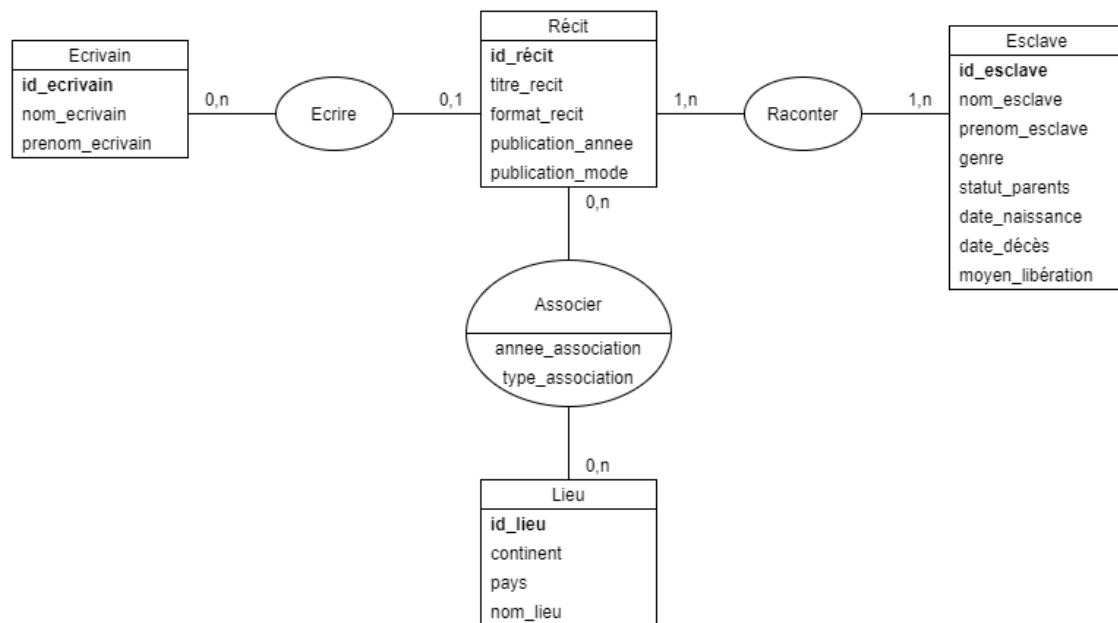 Ecrivain
id_ecrivain
nom_ecrivain
prenom_ecrivain
0,n
Ecrire
0,1
Récit
id_récit
titre_recit
format_recit
publication_annee
publication_mode
1,n
Raconter
1,n
Esclave
id_esclave
nom_esclave
prenom_esclave
genre
statut_parents
date_naissance
date_décès
moyen_libération
0,n
Associer
annee_association
type_association
0,n
Lieu
id_lieu
continent
pays
nom_lieu